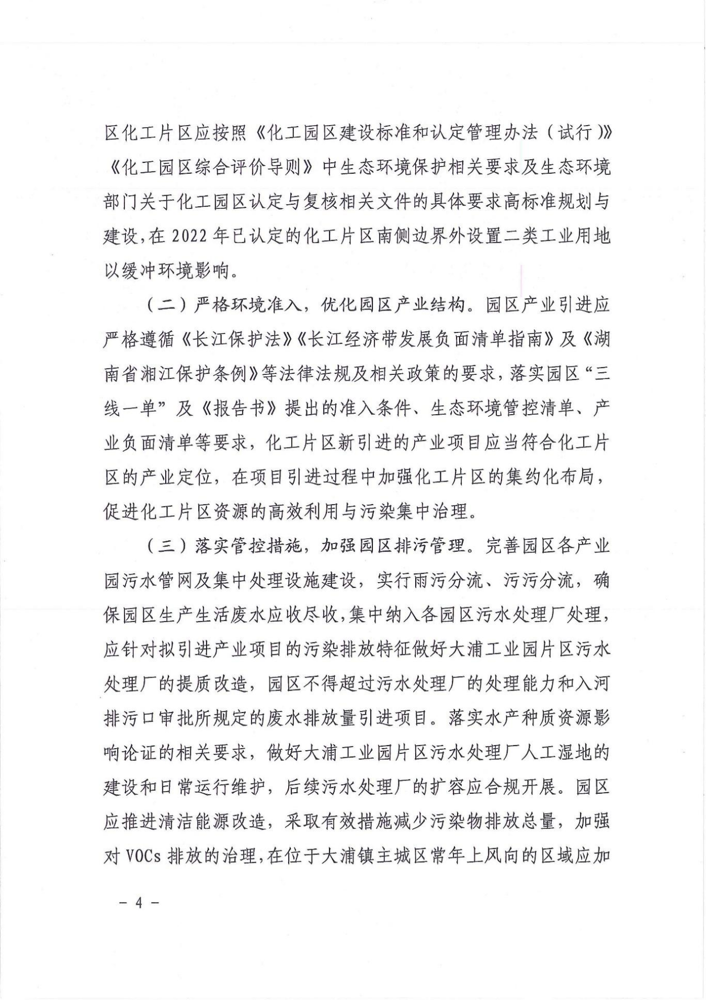 区化工片区应按照《化工园区建设标准和认定管理办法（试行）》
《化工园区综合评价导则》中生态环境保护相关要求及生态环境
部门关于化工园区认定与复核相关文件的具体要求高标准规划与
建设，在 2022 年已认定的化工片区南侧边界外设置二类工业用地
以缓冲环境影响。
（二）严格环境准入，优化园区产业结构。园区产业引进应
严格遵循《长江保护法》《长江经济带发展负面清单指南》及《湖
南省湘江保护条例》等法律法规及相关政策的要求，落实园区“三
线一单”及《报告书》提出的准入条件、生态环境管控清单、产
业负面清单等要求，化工片区新引进的产业项目应当符合化工片
区的产业定位，在项目引进过程中加强化工片区的集约化布局，
促进化工片区资源的高效利用与污染集中治理。
（三）落实管控措施，加强园区排污管理。完善园区各产业
园污水管网及集中处理设施建设，实行雨污分流、污污分流，确
保园区生产生活废水应收尽收，集中纳入各园区污水处理厂处理，
应针对拟引进产业项目的污染排放特征做好大浦工业园片区污水
处理厂的提质改造，园区不得超过污水处理厂的处理能力和入河
排污口审批所规定的废水排放量引进项目。落实水产种质资源影
响论证的相关要求，做好大浦工业园片区污水处理厂人工湿地的
建设和日常运行维护，后续污水处理厂的扩容应合规开展。园区
应推进清洁能源改造，采取有效措施减少污染物排放总量，加强
对 VOCs 排放的治理，在位于大浦镇主城区常年上风向的区域应加
- 4 -